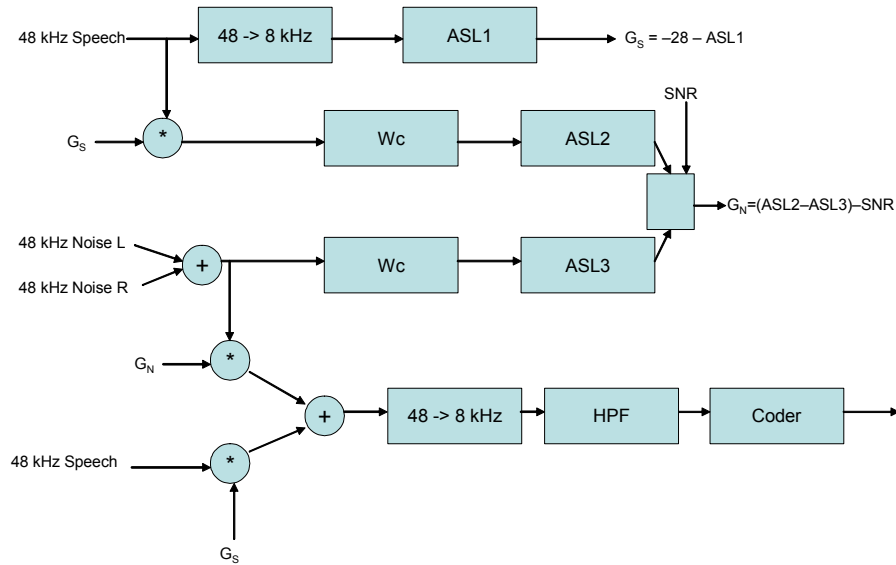 48 kHz Speech
48 -> 8 kHz
ASL1
G_S = –28 – ASL1
SNR
G_S
*
Wc
ASL2
G_N=(ASL2–ASL3)–SNR
48 kHz Noise L
48 kHz Noise R
+
Wc
ASL3
G_N
*
+
48 -> 8 kHz
HPF
Coder
48 kHz Speech
*
G_S